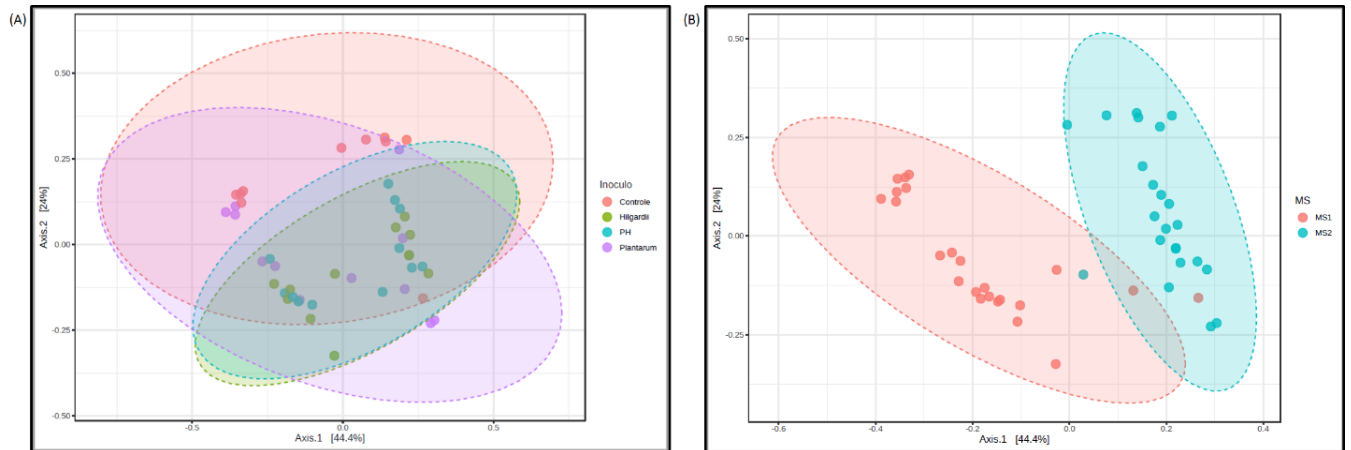 (A)
0.50
0.25
0.00
-0.25
-0.50
Axis.2 [24%]
-0.5
0.0
0.5
Axis.1 [44.4%]
Inoculo
Controle
Hilgardii
PH
Plantarum
(B)
0.50
0.25
0.00
-0.25
Axis.2 [24%]
-0.6
-0.4
-0.2
0.0
0.2
0.4
Axis.1 [44.4%]
MS
MS1
MS2